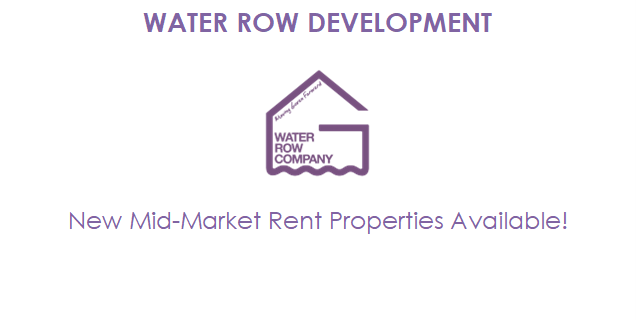 WATER ROW DEVELOPMENT
Moving Govan Forward
WATER
ROW
COMPANY
New Mid-Market Rent Properties Available!